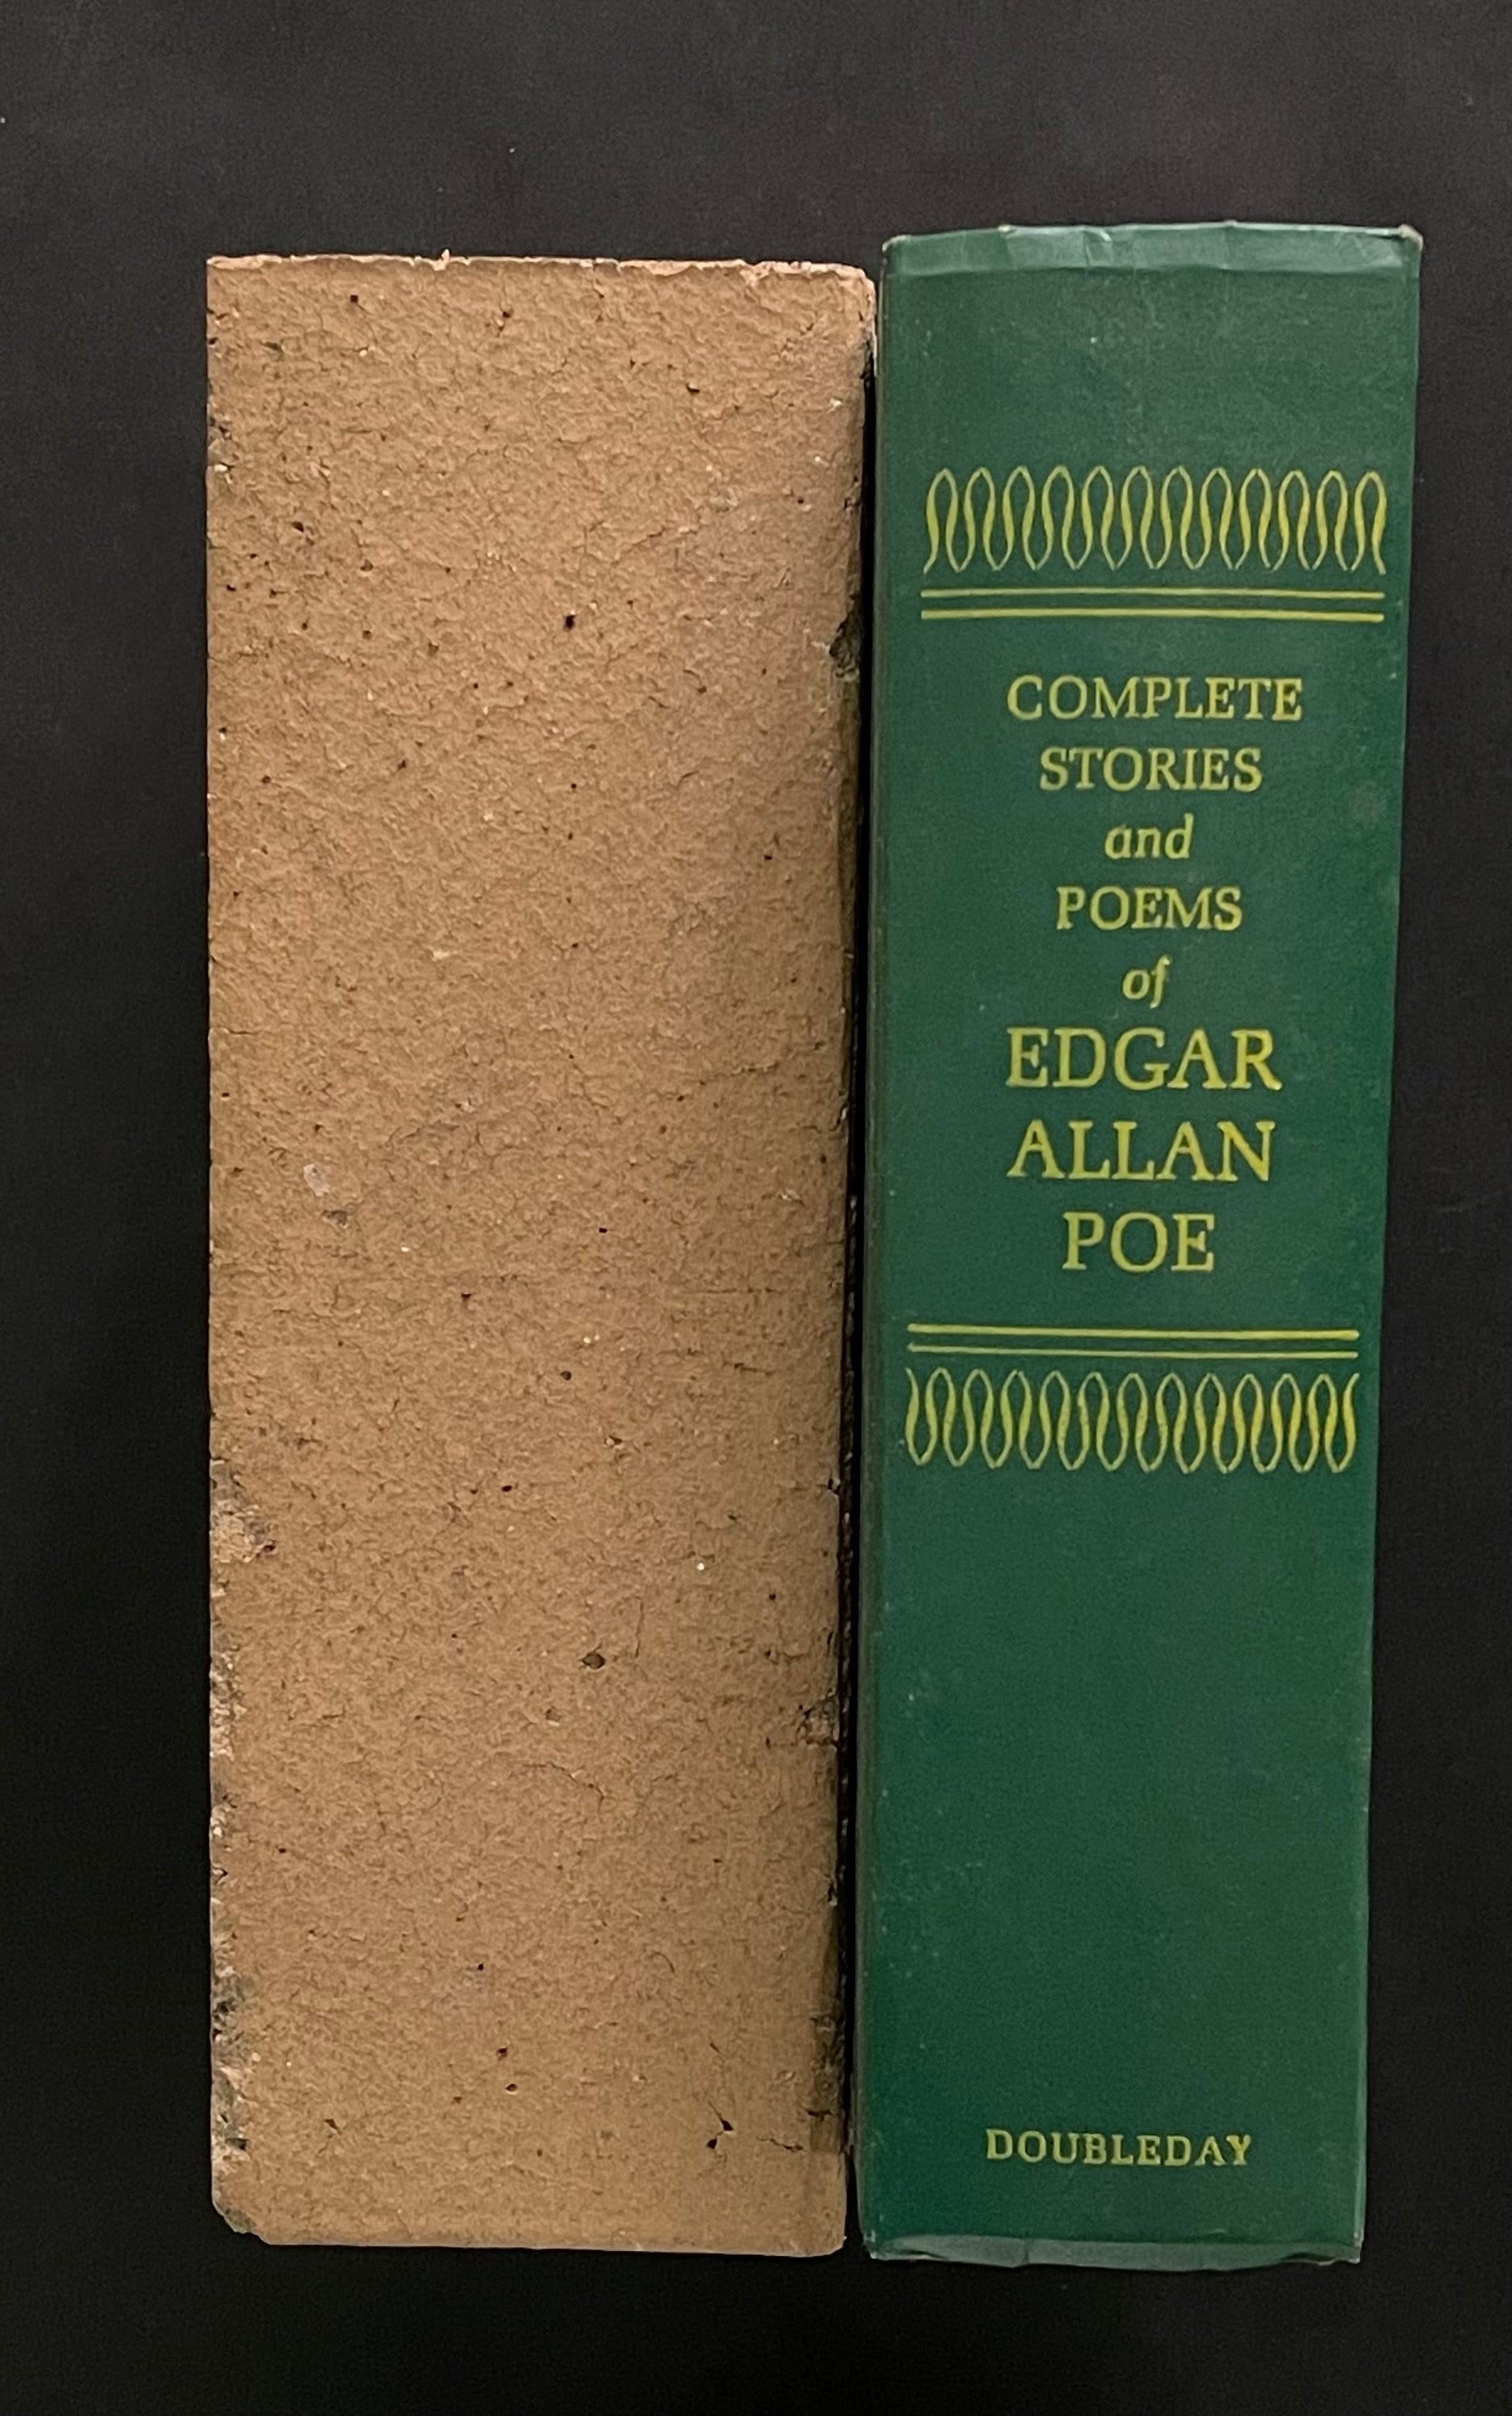 COMPLETE
STORIES
and
POEMS
of
EDGAR
ALLAN
POE
DOUBLEDAY